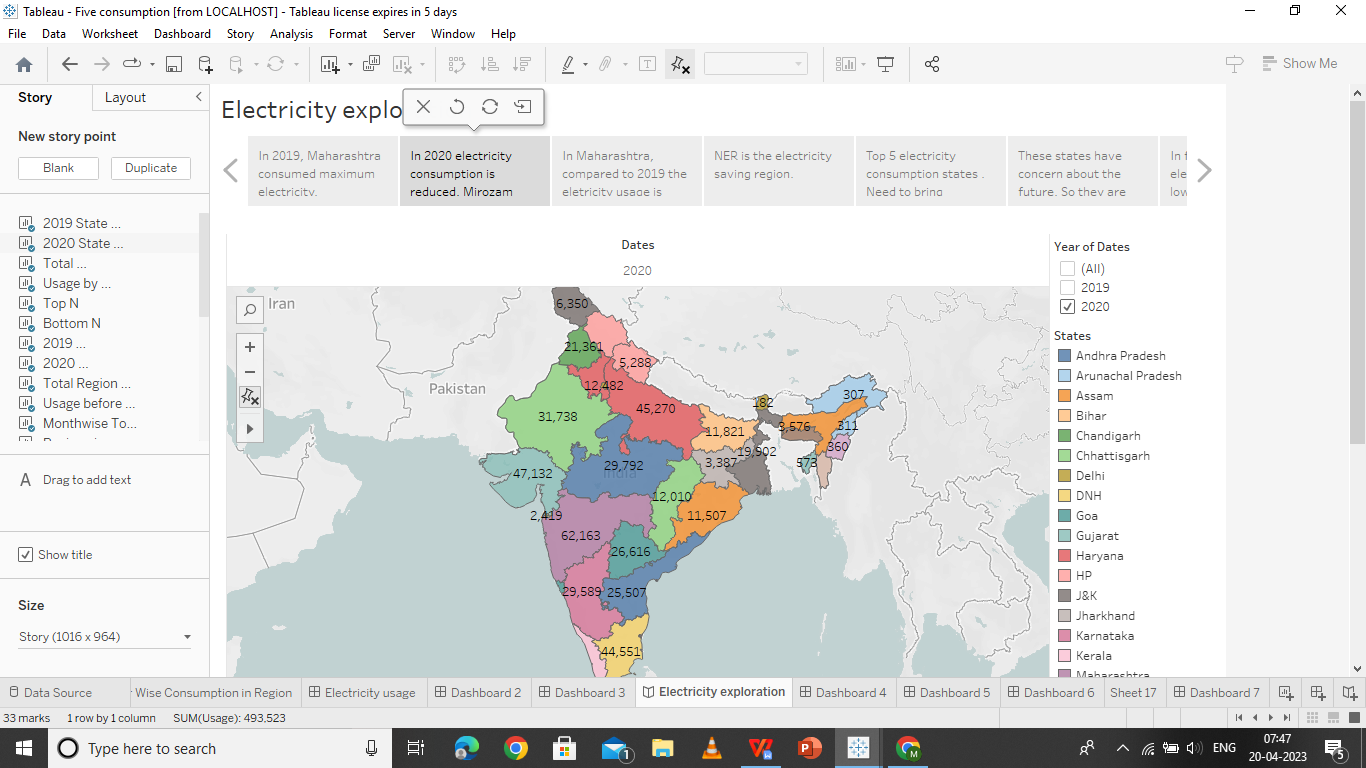 Tableau - Five consumption [from LOCALHOST] - Tableau license expires in 5 days
File Data Worksheet Dashboard Story Analysis Format Server Window Help
Show Me
Story Layout
New story point
Blank Duplicate
2019 State ...
2020 State ...
Total ...
Usage by ...
Top N
Bottom N
2019 ...
2020 ...
Total Region ...
Usage before ...
Monthwise To...
A Drag to add text
Show title
Size
Story (1016 x 964)
Electricity explo
In 2019, Maharashtra
consumed maximum
electricity.
In 2020 electricity
consumption is
reduced. Mirozam
In Maharashtra,
compared to 2019 the
eletricity usage is
NER is the electricity
saving region.
Top 5 electricity
consumption states .
Need to bring
These states have
concern about the
future. So they are
Dates
2020
Iran
Pakistan
India
6,350
21,361
5,288
12,482
31,738
45,270
182
307
11,821
3,576
311
360
19,902
573
3,387
29,792
47,132
12,010
2,419
11,507
62,163
26,616
29,589
25,507
44,551
Year of Dates
(All)
2019
2020
States
Andhra Pradesh
Arunachal Pradesh
Assam
Bihar
Chandigarh
Chhattisgarh
Delhi
DNH
Goa
Gujarat
Haryana
HP
J&K
Jharkhand
Karnataka
Kerala
Maharashtra
Data Source Wise Consumption in Region Electricity usage Dashboard 2 Dashboard 3 Electricity exploration Dashboard 4 Dashboard 5 Dashboard 6 Sheet 17 Dashboard 7
33 marks 1 row by 1 column SUM(Usage): 493,523
Type here to search
1
ENG
07:47
20-04-2023
5